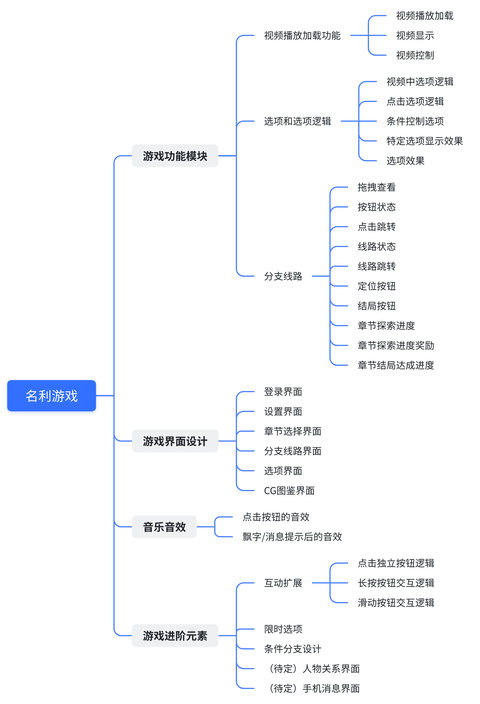 名利游戏
游戏功能模块
视频播放加载功能
视频播放加载
视频显示
视频控制
选项和选项逻辑
视频中选项逻辑
点击选项逻辑
条件控制选项
特定选项显示效果
选项效果
分支线路
拖拽查看
按钮状态
点击跳转
线路状态
线路跳转
定位按钮
结局按钮
章节探索进度
章节探索进度奖励
章节结局达成进度
游戏界面设计
登录界面
设置界面
章节选择界面
分支线路界面
选项界面
CG图鉴界面
音乐音效
点击按钮的音效
飘字/消息提示后的音效
游戏进阶元素
互动扩展
点击独立按钮逻辑
长按按钮交互逻辑
滑动按钮交互逻辑
限时选项
条件分支设计
（待定）人物关系界面
（待定）手机消息界面